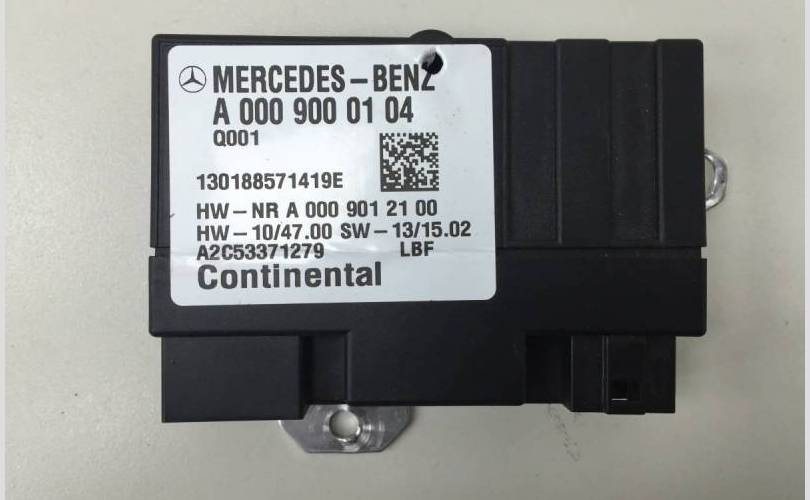 MERCEDES-BENZ
A 000 900 01 04
Q001
130188571419E
HW-NR A 000 901 21 00
HW-10/47.00 SW-13/15.02
A2C53371279 LBF
Continental